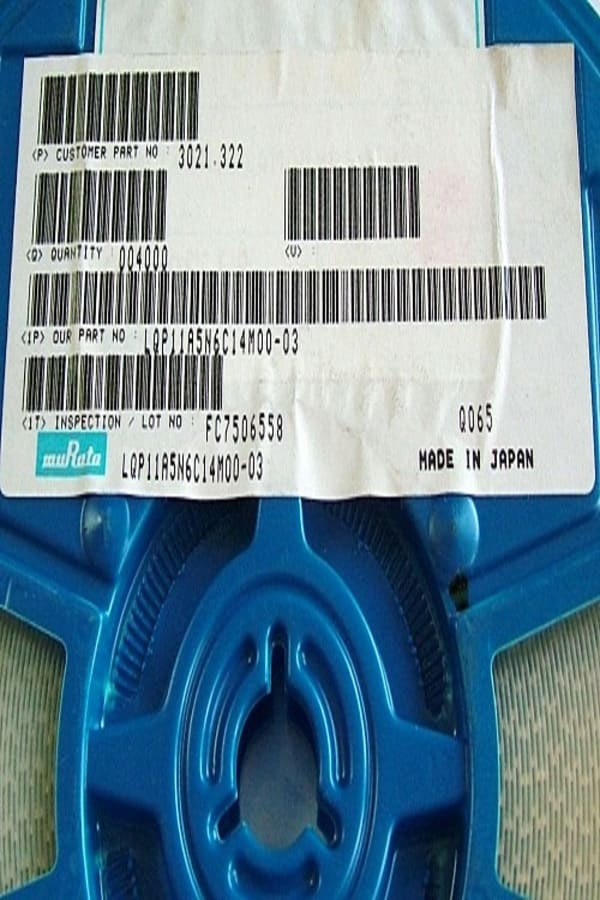 (P) CUSTOMER PART NO : 3021.322
(Q) QUANTITY : 004000
(V) :
(1P) OUR PART NO : LQP11A5N6C14M00-03
(1T) INSPECTION / LOT NO : FC7506558
Q065
muRata
LQP11A5N6C14M00-03
MADE IN JAPAN